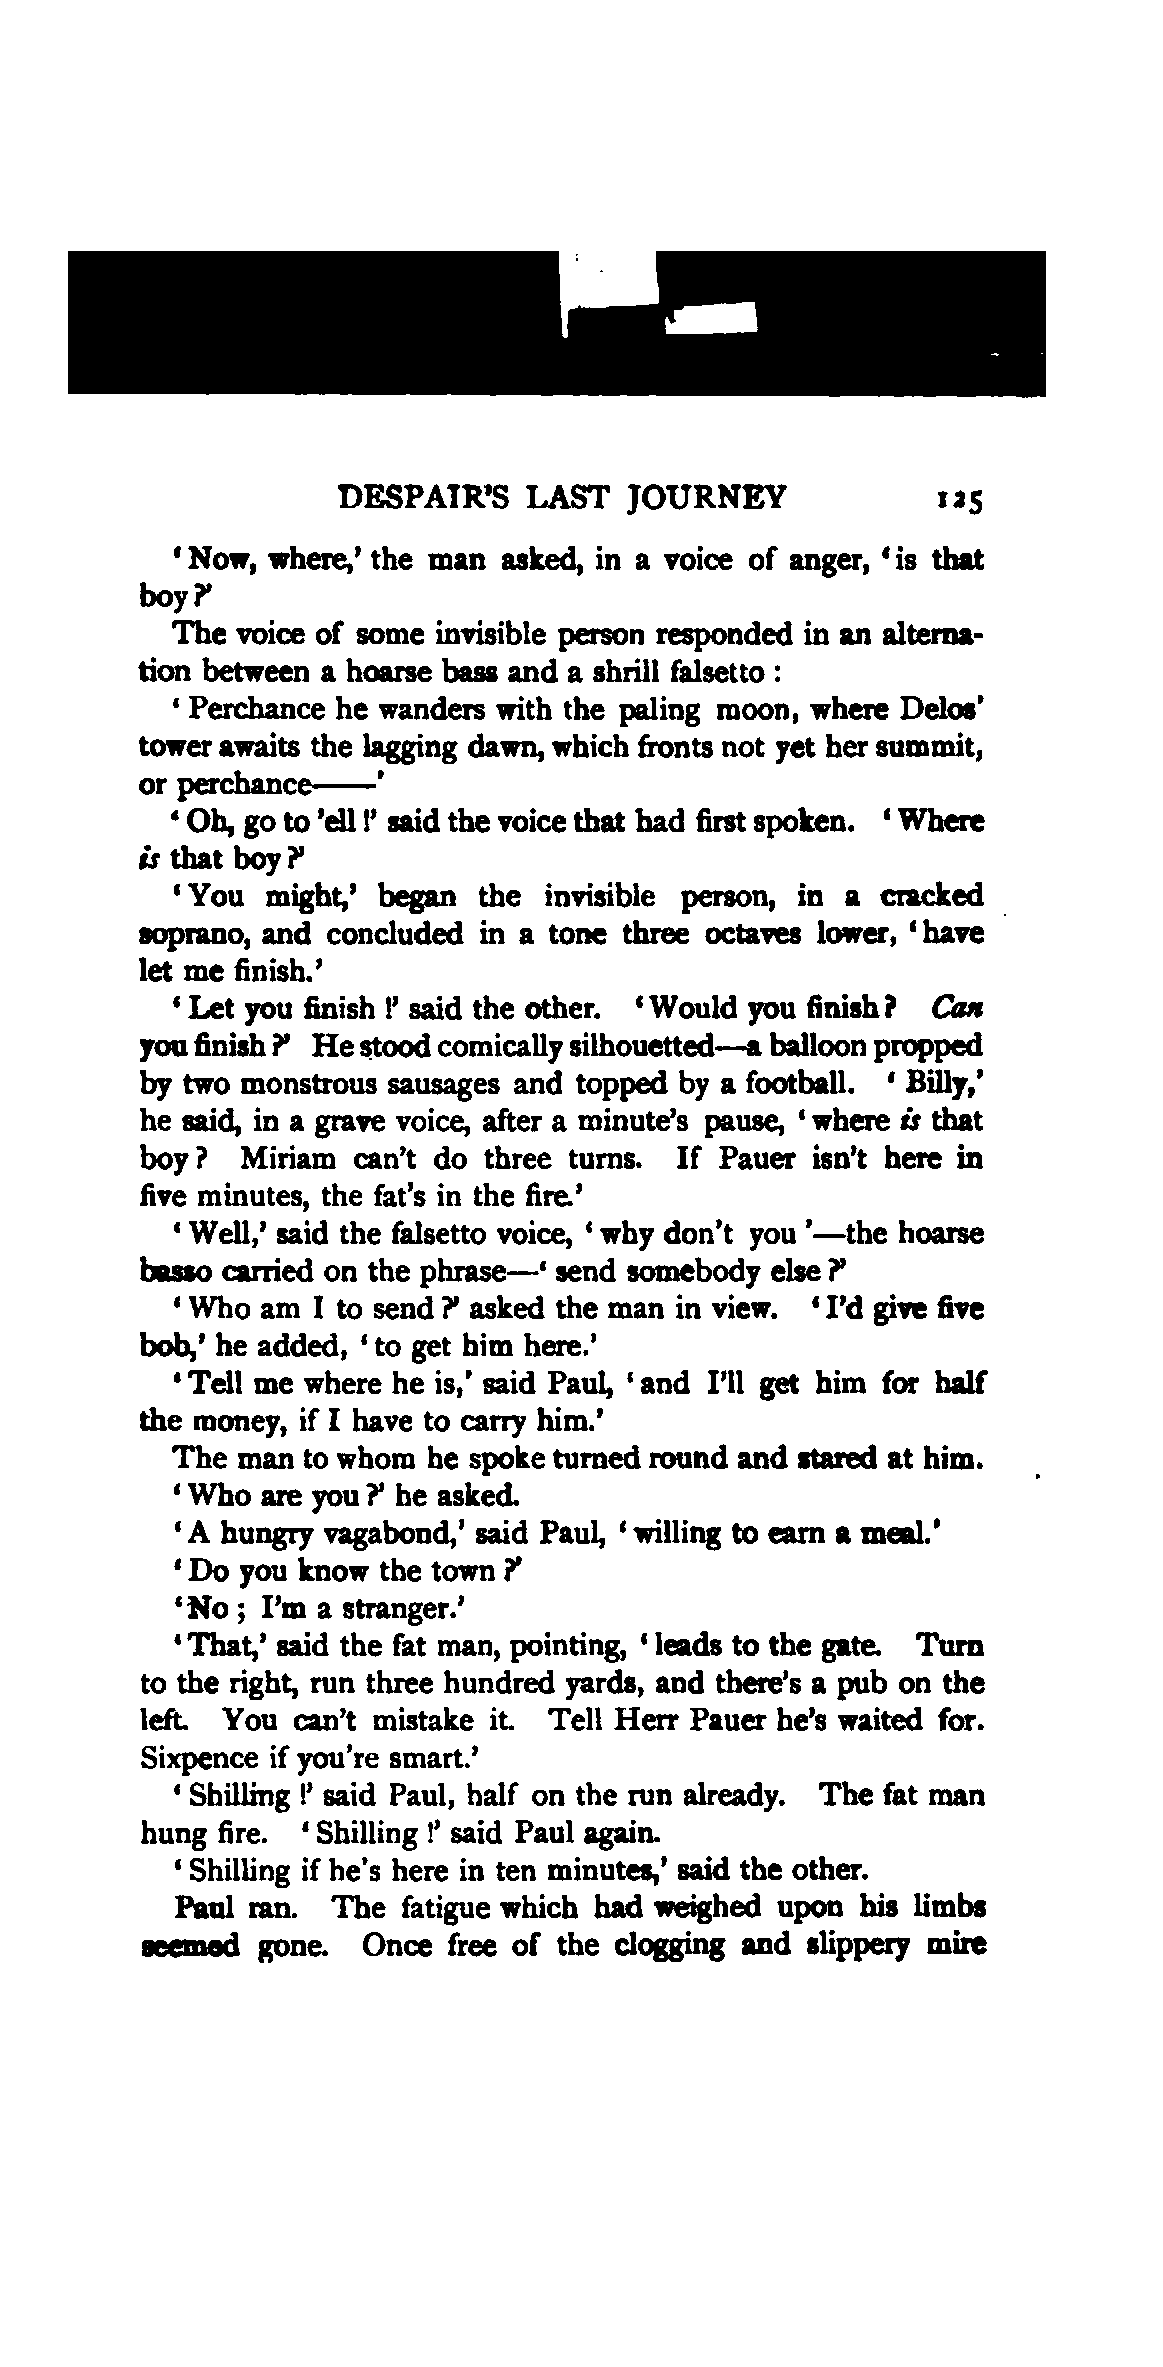 DESPAIR'S LAST JOURNEY 125
‘Now, where,’ the man asked, in a voice of anger, ‘is that
boy?’
The voice of some invisible person responded in an alterna-
tion between a hoarse bass and a shrill falsetto:
‘Perchance he wanders with the paling moon, where Delos’
tower awaits the lagging dawn, which fronts not yet her summit,
or perchance——’
‘Oh, go to ’ell!’ said the voice that had first spoken. ‘Where
is that boy?’
‘You might,’ began the invisible person, in a cracked
soprano, and concluded in a tone three octaves lower, ‘have
let me finish.’
‘Let you finish!’ said the other. ‘Would you finish? Can
you finish?’ He stood comically silhouetted—a balloon propped
by two monstrous sausages and topped by a football. ‘Billy,’
he said, in a grave voice, after a minute’s pause, ‘where is that
boy? Miriam can’t do three turns. If Pauer isn’t here in
five minutes, the fat’s in the fire.’
‘Well,’ said the falsetto voice, ‘why don’t you’—the hoarse
basso carried on the phrase—‘send somebody else?’
‘Who am I to send?’ asked the man in view. ‘I’d give five
bob,’ he added, ‘to get him here.’
‘Tell me where he is,’ said Paul, ‘and I’ll get him for half
the money, if I have to carry him.’
The man to whom he spoke turned round and stared at him.
‘Who are you?’ he asked.
‘A hungry vagabond,’ said Paul, ‘willing to earn a meal.’
‘Do you know the town?’
‘No; I’m a stranger.’
‘That,’ said the fat man, pointing, ‘leads to the gate. Turn
to the right, run three hundred yards, and there’s a pub on the
left. You can’t mistake it. Tell Herr Pauer he’s waited for.
Sixpence if you’re smart.’
‘Shilling!’ said Paul, half on the run already. The fat man
hung fire. ‘Shilling!’ said Paul again.
‘Shilling if he’s here in ten minutes,’ said the other.
Paul ran. The fatigue which had weighed upon his limbs
seemed gone. Once free of the clogging and slippery mire